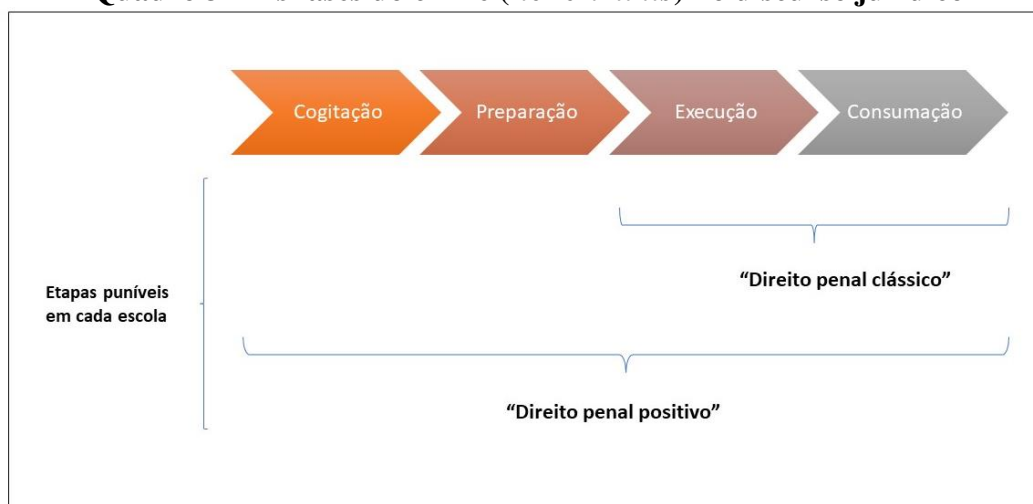 Cogitação
Preparação
Execução
Consumação
“Direito penal clássico”
Etapas puníveis
em cada escola
“Direito penal positivo”